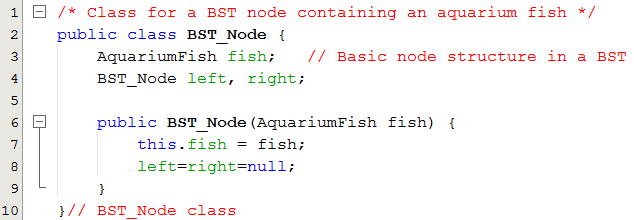 1 /* Class for a BST node containing an aquarium fish */
2 public class BST_Node {
3 AquariumFish fish; // Basic node structure in a BST
4 BST_Node left, right;
5
6 public BST_Node(AquariumFish fish) {
7 this.fish = fish;
8 left=right=null;
9 }
10 }// BST_Node class